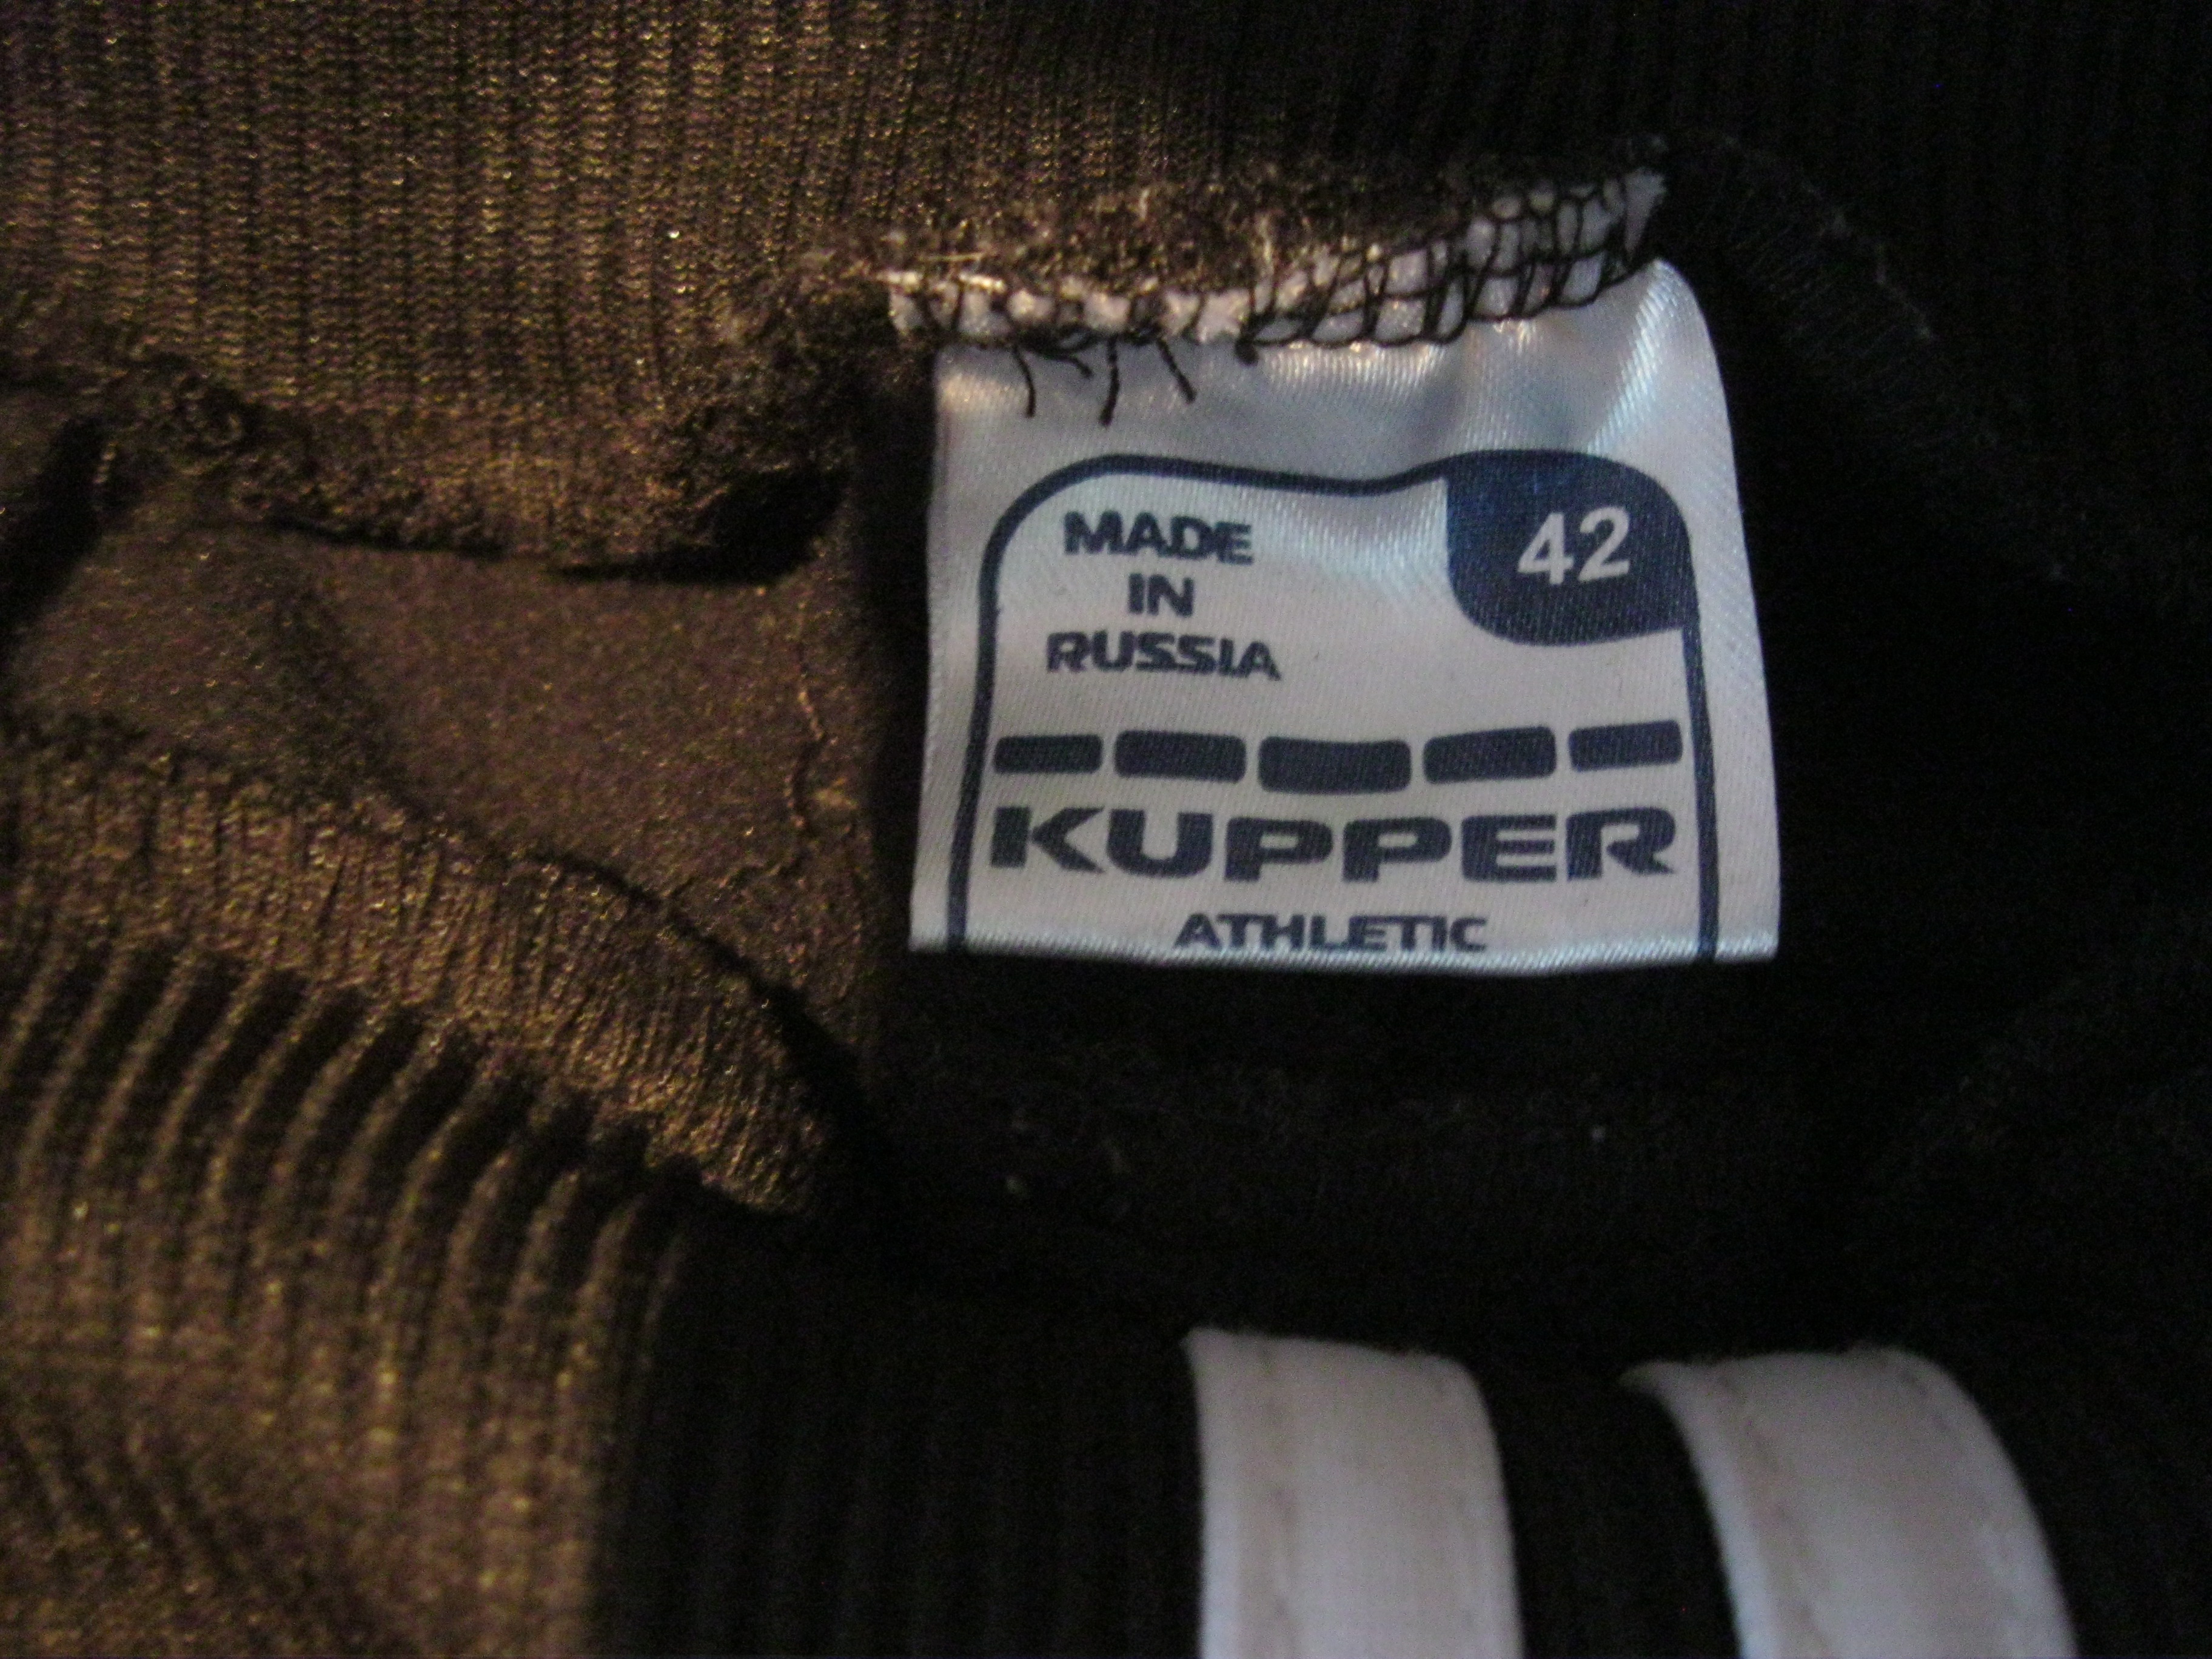 MADE
IN
RUSSIA
42
KUPPER
ATHLETIC